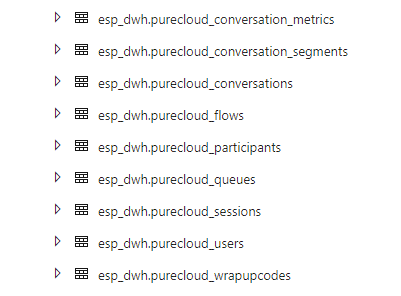 esp_dwh.purecloud_conversation_metrics
esp_dwh.purecloud_conversation_segments
esp_dwh.purecloud_conversations
esp_dwh.purecloud_flows
esp_dwh.purecloud_participants
esp_dwh.purecloud_queues
esp_dwh.purecloud_sessions
esp_dwh.purecloud_users
esp_dwh.purecloud_wrapupcodes